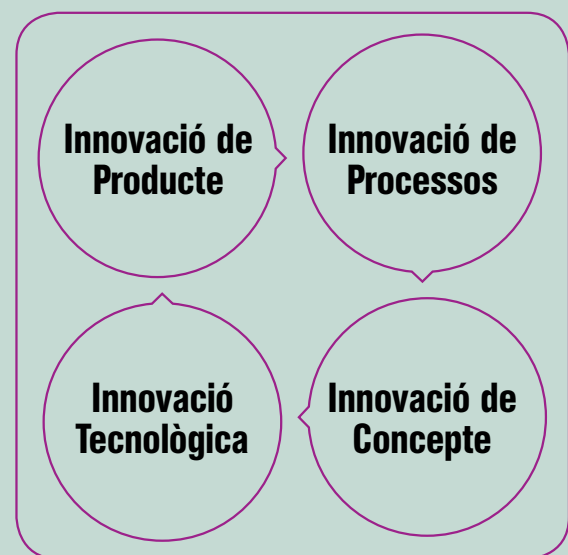 Innovació de
Producte
Innovació de
Processos
Innovació
Tecnològica
Innovació de
Concepte